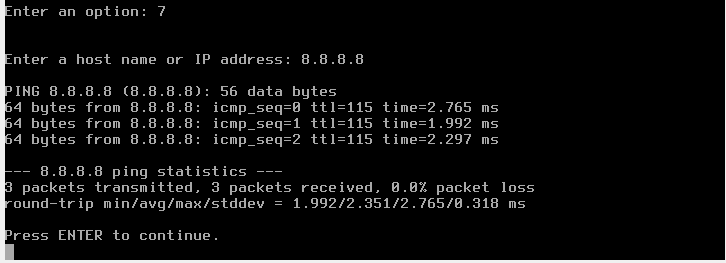 Enter an option: 7
Enter a host name or IP address: 8.8.8.8
PING 8.8.8.8 (8.8.8.8): 56 data bytes
64 bytes from 8.8.8.8: icmp_seq=0 ttl=115 time=2.765 ms
64 bytes from 8.8.8.8: icmp_seq=1 ttl=115 time=1.992 ms
64 bytes from 8.8.8.8: icmp_seq=2 ttl=115 time=2.297 ms
--- 8.8.8.8 ping statistics ---
3 packets transmitted, 3 packets received, 0.0% packet loss
round-trip min/avg/max/stddev = 1.992/2.351/2.765/0.318 ms
Press ENTER to continue.